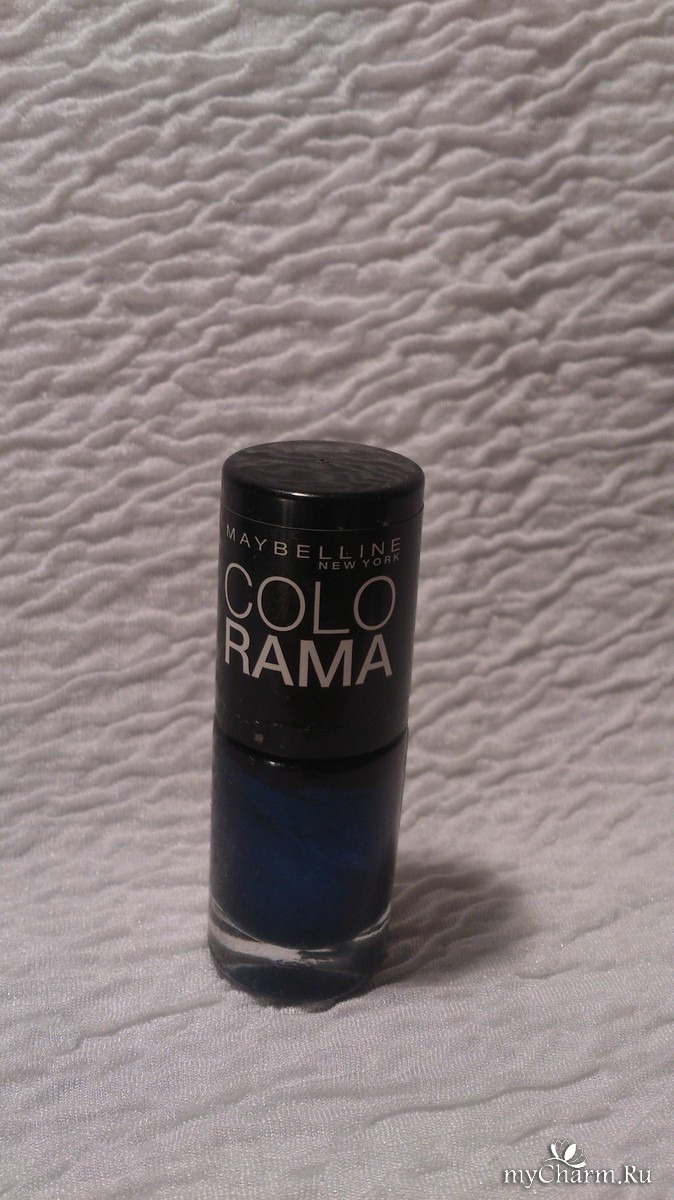 MAYBELLINE
NEW YORK
COLO
RAMA
myCharm.Ru